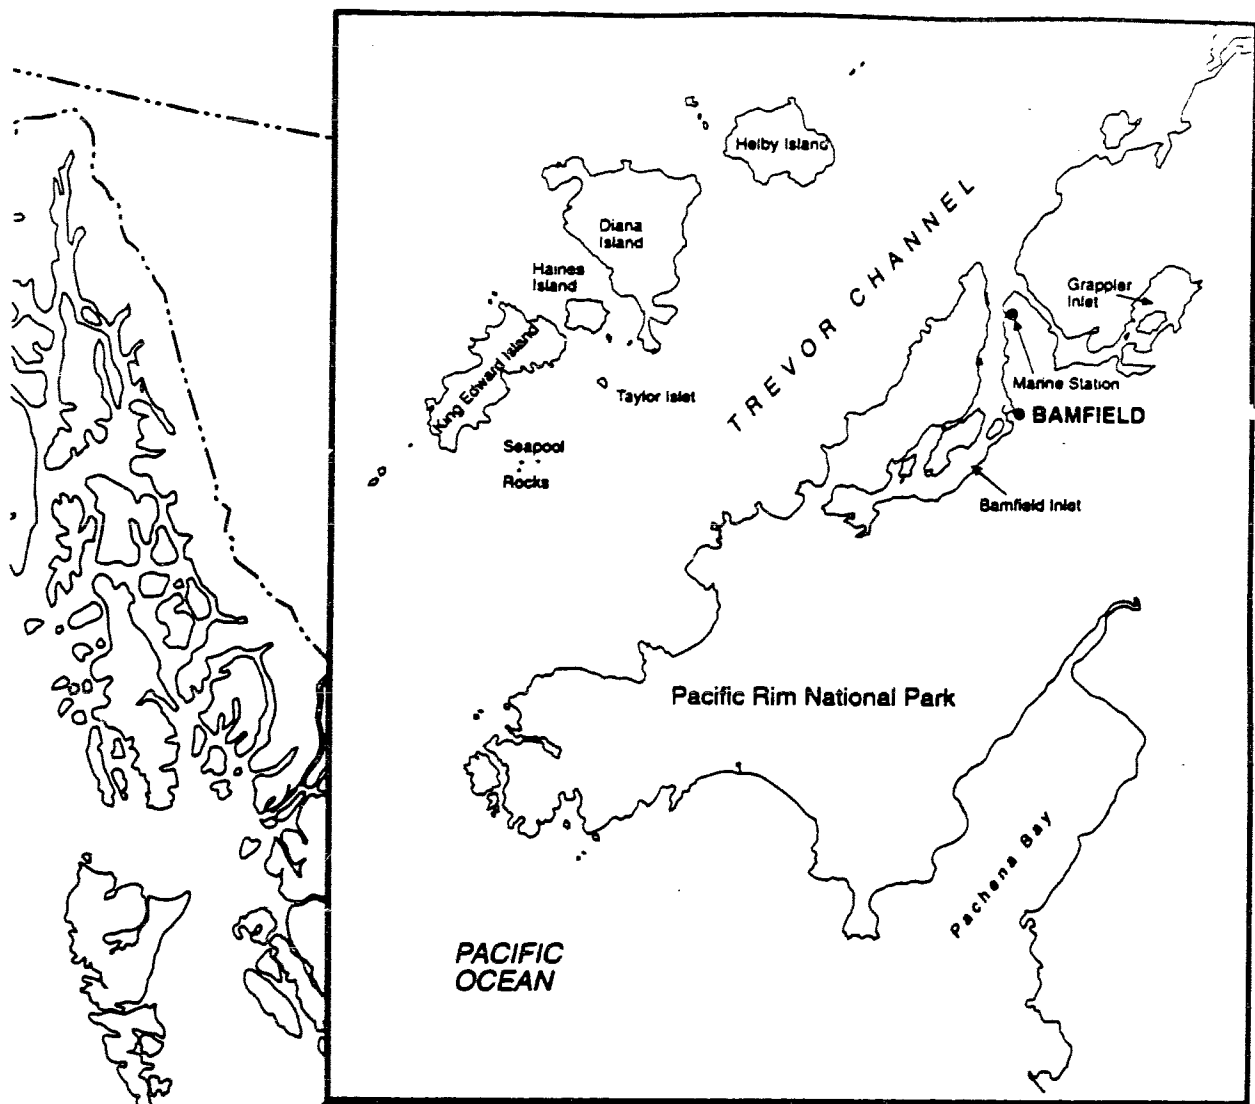 Helby Island
Diana
Island
Haines
Island
King Edward Island
Taylor Islet
Seapool
Rocks
TREVOR CHANNEL
Grappler
Inlet
Marine Station
BAMFIELD
Bamfield Inlet
Pacific Rim National Park
Pachena Bay
PACIFIC
OCEAN